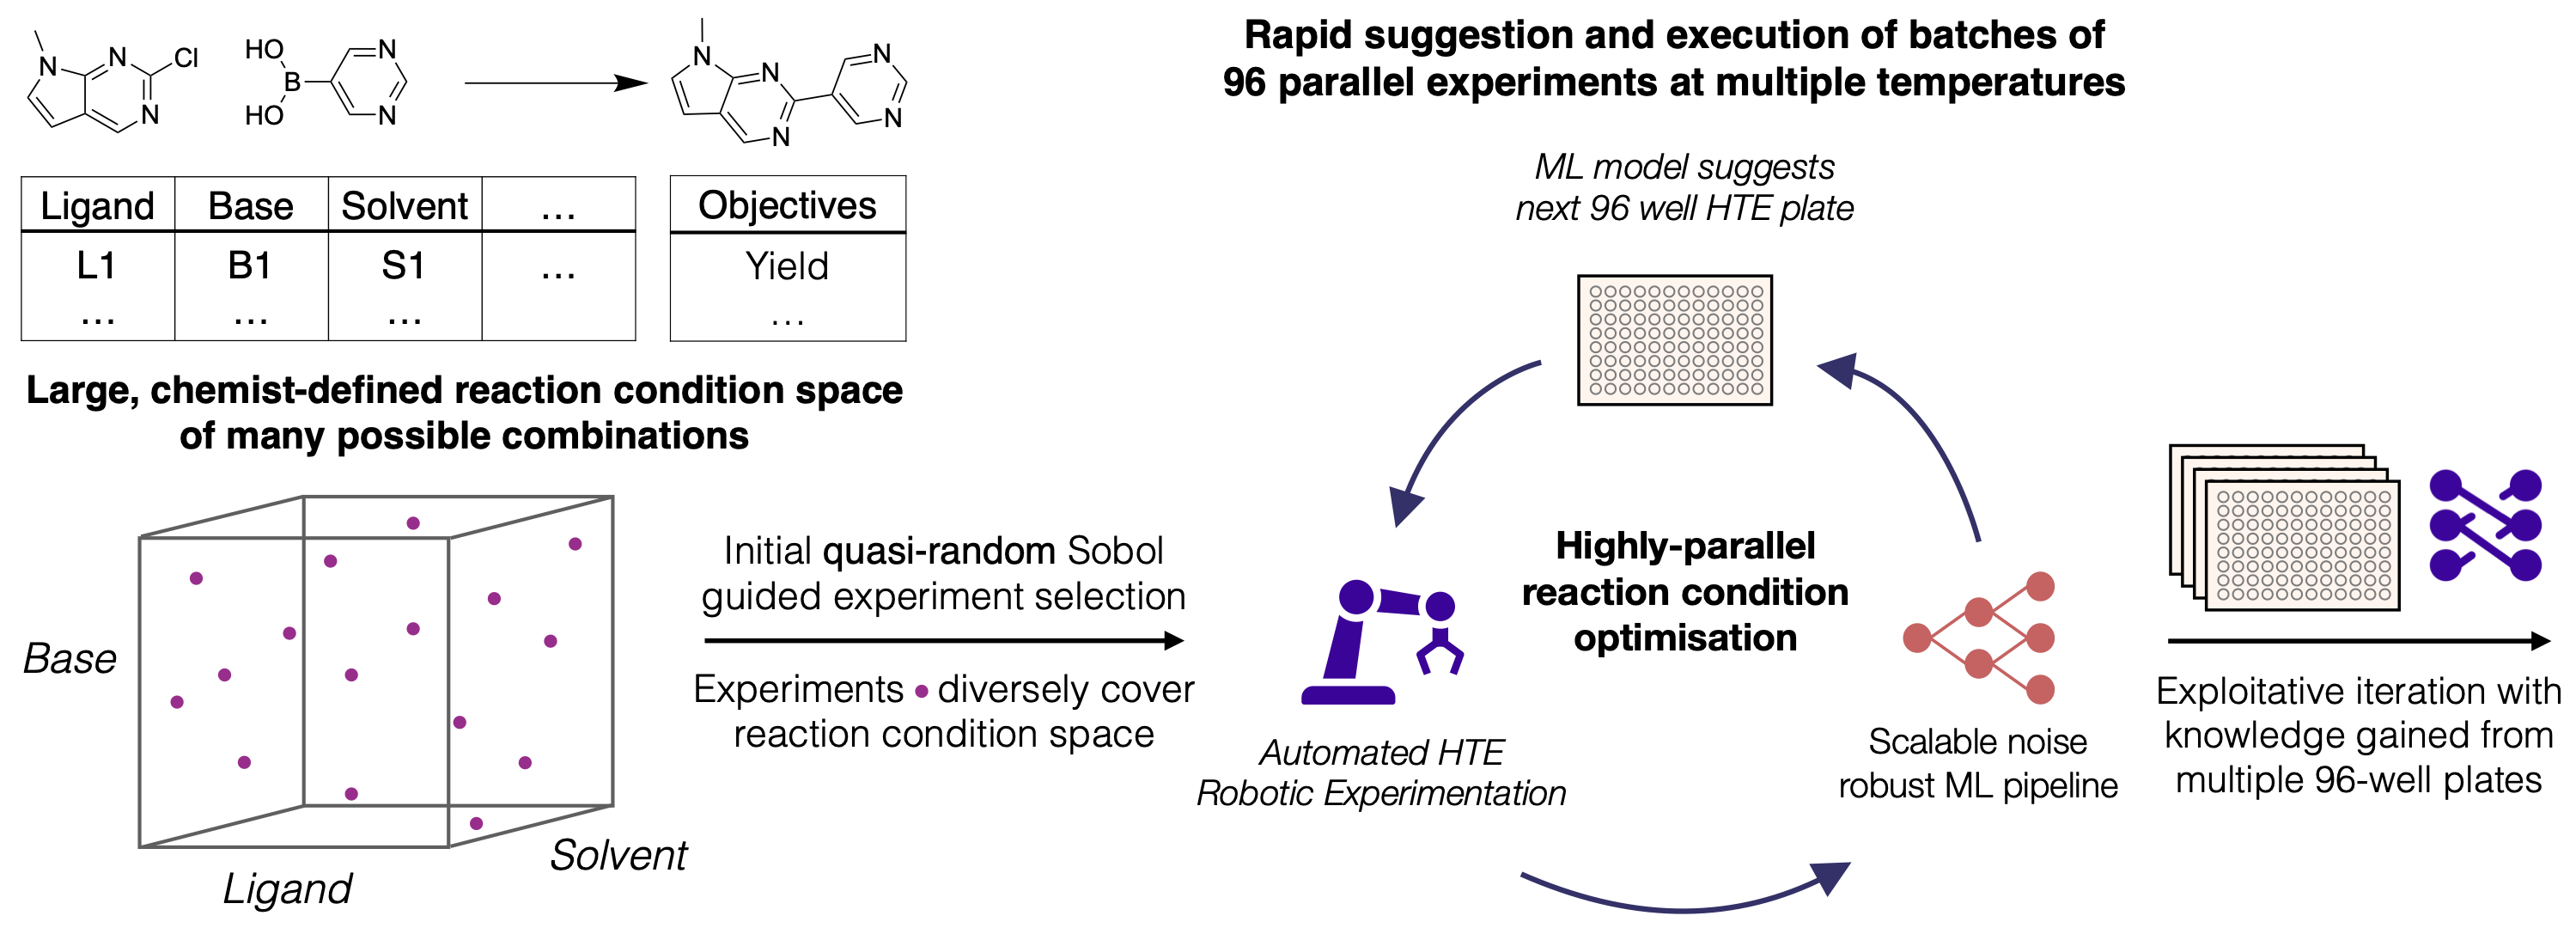 N
N
Cl
N
HO
B
HO
N
N
N
N
N
N
N
Ligand Base Solvent ...
L1 B1 S1 ...
... ... ...
Objectives
Yield
...
Large, chemist-defined reaction condition space
of many possible combinations
Base
Ligand
Solvent
Initial quasi-random Sobol
guided experiment selection
Experiments • diversely cover
reaction condition space
Rapid suggestion and execution of batches of
96 parallel experiments at multiple temperatures
ML model suggests
next 96 well HTE plate
Highly-parallel
reaction condition
optimisation
Automated HTE
Robotic Experimentation
Scalable noise
robust ML pipeline
Exploitative iteration with
knowledge gained from
multiple 96-well plates